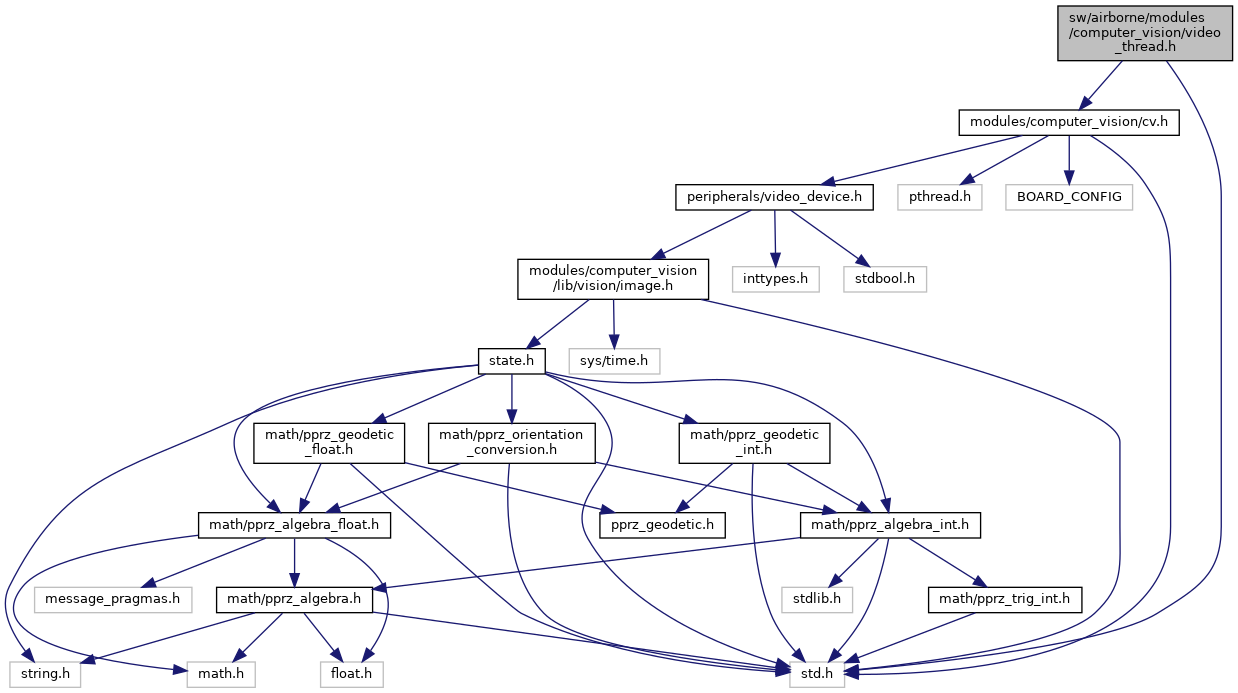 sw/airborne/modules
/computer_vision/video
_thread.h
modules/computer_vision/cv.h
peripherals/video_device.h
pthread.h
BOARD_CONFIG
modules/computer_vision
/lib/vision/image.h
inttypes.h
stdbool.h
state.h
sys/time.h
math/pprz_geodetic
_float.h
math/pprz_orientation
_conversion.h
math/pprz_geodetic
_int.h
math/pprz_algebra_float.h
pprz_geodetic.h
math/pprz_algebra_int.h
message_pragmas.h
math/pprz_algebra.h
stdlib.h
math/pprz_trig_int.h
string.h
math.h
float.h
std.h